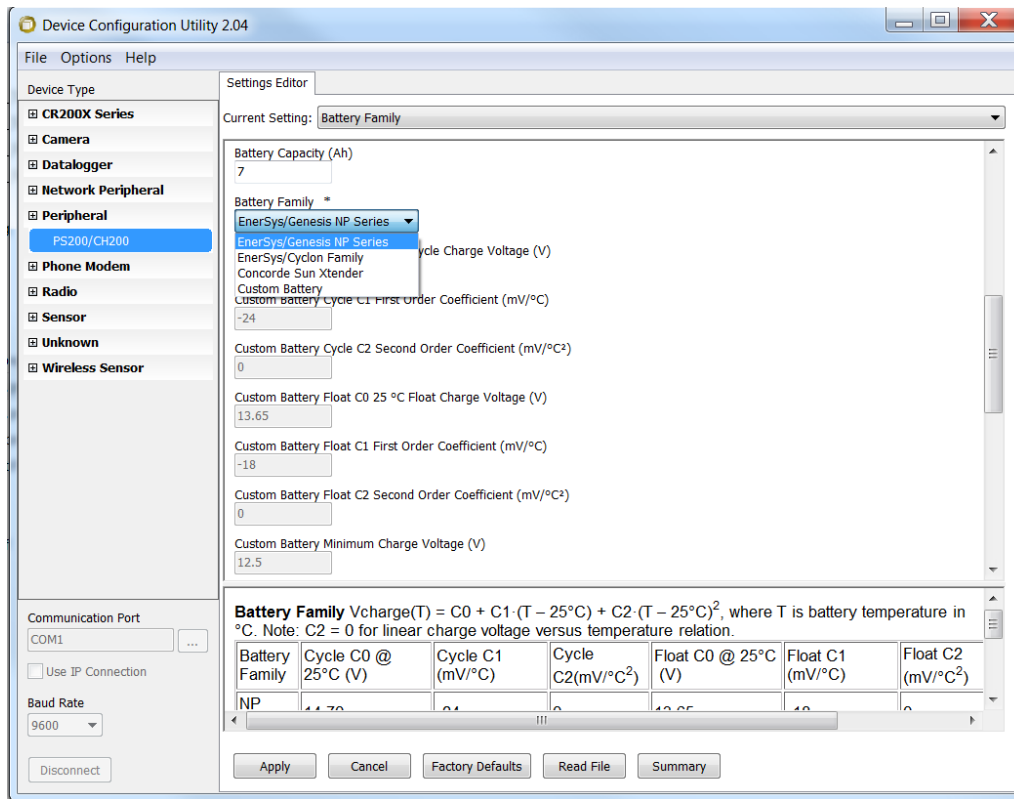 Device Configuration Utility 2.04
File Options Help
Device Type
CR200X Series
Camera
Datalogger
Network Peripheral
Peripheral
PS200/CH200
Phone Modem
Radio
Sensor
Unknown
Wireless Sensor
Communication Port
COM1
...
Use IP Connection
Baud Rate
9600
Disconnect
Settings Editor
Current Setting: Battery Family
Battery Capacity (Ah)
7
Battery Family *
EnerSys/Genesis NP Series
EnerSys/Genesis NP Series
EnerSys/Cyclon Family
Concorde Sun Xtender
Custom Battery
ycle Charge Voltage (V)
Custom Battery Cycle C1 First Order Coefficient (mV/°C)
-24
Custom Battery Cycle C2 Second Order Coefficient (mV/°C²)
0
Custom Battery Float C0 25 °C Float Charge Voltage (V)
13.65
Custom Battery Float C1 First Order Coefficient (mV/°C)
-18
Custom Battery Float C2 Second Order Coefficient (mV/°C²)
0
Custom Battery Minimum Charge Voltage (V)
12.5
Battery Family Vcharge(T) = C0 + C1·(T – 25°C) + C2·(T – 25°C)², where T is battery temperature in
°C. Note: C2 = 0 for linear charge voltage versus temperature relation.
Battery Family
Cycle C0 @ 25°C (V)
Cycle C1 (mV/°C)
Cycle C2(mV/°C²)
Float C0 @ 25°C (V)
Float C1 (mV/°C)
Float C2 (mV/°C²)
NP
Apply
Cancel
Factory Defaults
Read File
Summary